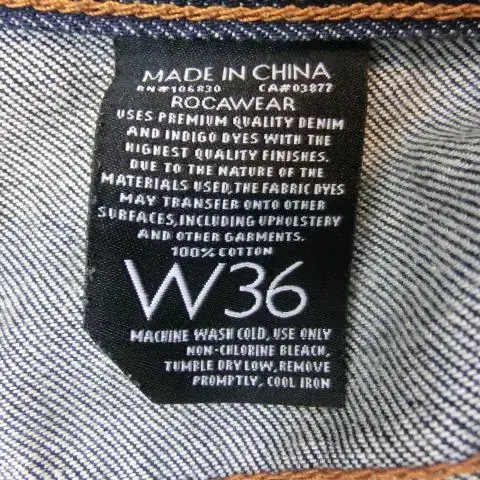 MADE IN CHINA
RN#106830 CA#03877
ROCAWEAR
USES PREMIUM QUALITY DENIM
AND INDIGO DYES WITH THE
HIGHEST QUALITY FINISHES.
DUE TO THE NATURE OF THE
MATERIALS USED, THE FABRIC DYES
MAY TRANSFER ONTO OTHER
SURFACES, INCLUDING UPHOLSTERY
AND OTHER GARMENTS.
100% COTTON
W36
MACHINE WASH COLD, USE ONLY
NON-CHLORINE BLEACH,
TUMBLE DRY LOW, REMOVE
PROMPTLY, COOL IRON